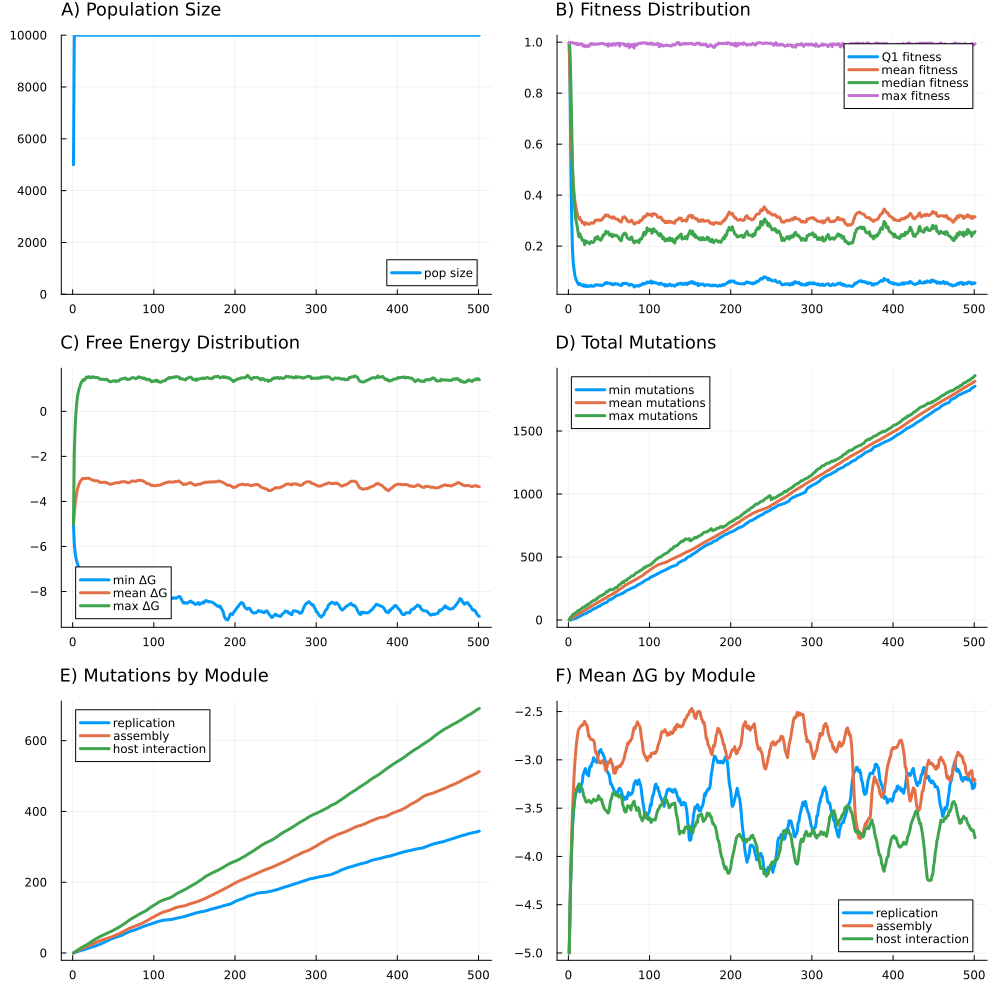 A) Population Size
10000
8000
6000
4000
2000
0
pop size
0 100 200 300 400 500
B) Fitness Distribution
1.0
0.8
0.6
0.4
0.2
Q1 fitness
mean fitness
median fitness
max fitness
0 100 200 300 400 500
C) Free Energy Distribution
0
−2
−4
−6
−8
min ΔG
mean ΔG
max ΔG
0 100 200 300 400 500
D) Total Mutations
1500
1000
500
0
min mutations
mean mutations
max mutations
0 100 200 300 400 500
E) Mutations by Module
600
400
200
0
replication
assembly
host interaction
0 100 200 300 400 500
F) Mean ΔG by Module
−2.5
−3.0
−3.5
−4.0
−4.5
−5.0
replication
assembly
host interaction
0 100 200 300 400 500